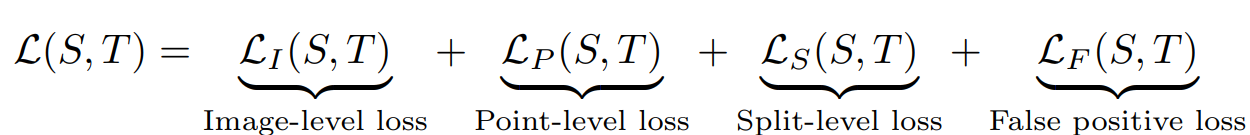 ℒ(S, T) = ℒ_I(S, T) + ℒ_P(S, T) + ℒ_S(S, T) + ℒ_F(S, T)
Image-level loss Point-level loss Split-level loss False positive loss